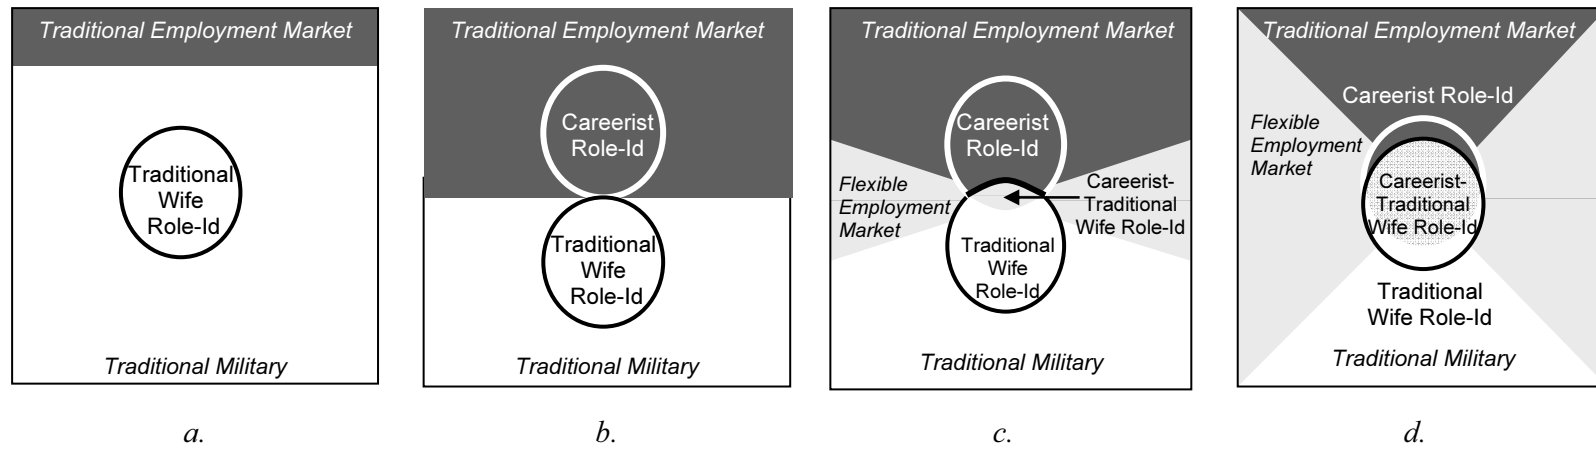 Traditional Employment Market
Traditional
Wife
Role-Id
Traditional Military
a.
Traditional Employment Market
Careerist
Role-Id
Traditional
Wife
Role-Id
Traditional Military
b.
Traditional Employment Market
Careerist
Role-Id
Flexible
Employment
Market
Careerist-
Traditional
Wife Role-Id
Traditional
Wife
Role-Id
Traditional Military
c.
Traditional Employment Market
Careerist Role-Id
Flexible
Employment
Market
Careerist-
Traditional
Wife Role-Id
Traditional
Wife Role-Id
Traditional Military
d.